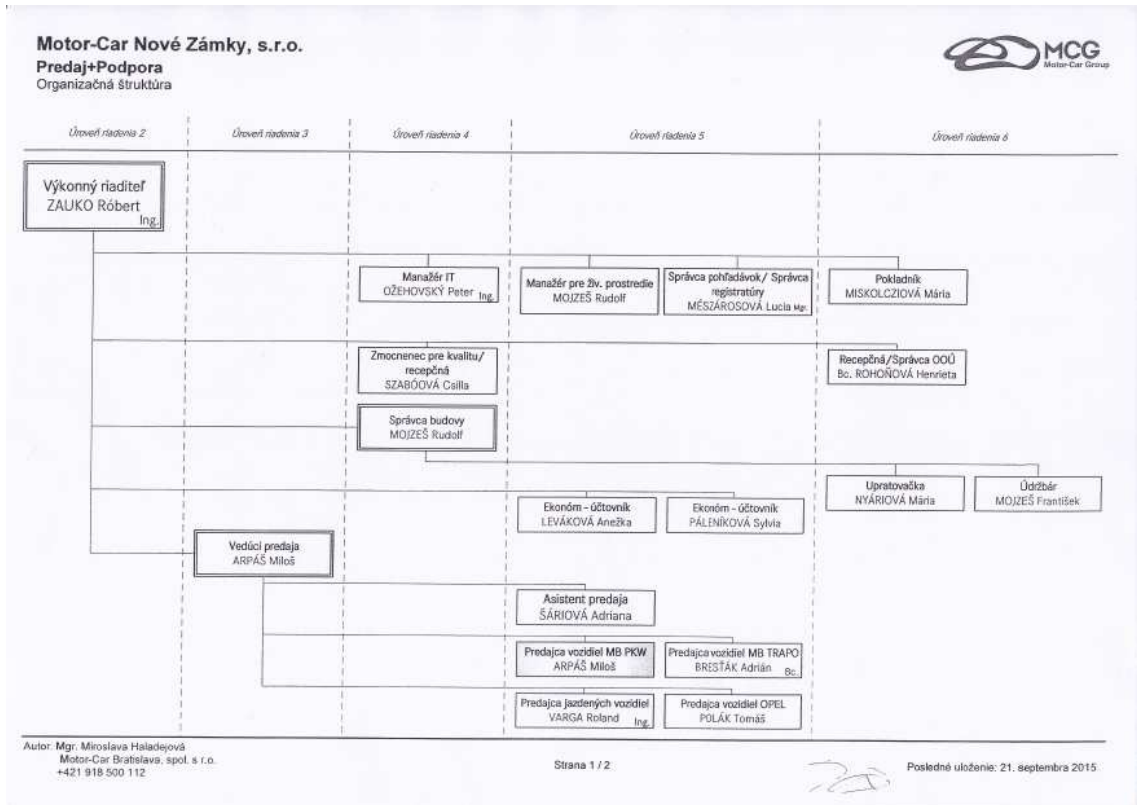 Motor-Car Nové Zámky, s.r.o.
Predaj+Podpora
Organizačná štruktúra
MCG
Motor-Car Group
Úroveň riadenia 2
Úroveň riadenia 3
Úroveň riadenia 4
Úroveň riadenia 5
Úroveň riadenia 6
Výkonný riaditeľ
ZAUKO Róbert
Ing.
Manažér IT
OŽEHOVSKÝ Peter Ing.
Manažér pre živ. prostredie
MOJZEŠ Rudolf
Správca pohľadávok/ Správca
registratúry
MÉSZÁROSOVÁ Lucia Mgr.
Pokladník
MISKOLCZIOVÁ Mária
Zmocnenec pre kvalitu/
recepčná
SZABÓOVÁ Csilla
Recepčná/Správca OOÚ
Bc. ROHOŇOVÁ Henrieta
Správca budovy
MOJZEŠ Rudolf
Upratovačka
NYÁRIOVÁ Mária
Údržbár
MOJZEŠ František
Ekonóm - účtovník
LEVÁKOVÁ Anežka
Ekonóm - účtovník
PÁLENÍKOVÁ Sylvia
Vedúci predaja
ARPÁŠ Miloš
Asistent predaja
ŠÁRIOVÁ Adriana
Predajca vozidiel MB PKW
ARPÁŠ Miloš
Predajca vozidiel MB TRAPO
BRESŤÁK Adrián Bc.
Predajca jazdených vozidiel
VARGA Roland Ing.
Predajca vozidiel OPEL
POLÁK Tomáš
Autor: Mgr. Miroslava Haladejová
Motor-Car Bratislava, spol. s r.o.
+421 918 500 112
Strana 1 / 2
Posledné uloženie: 21. septembra 2015